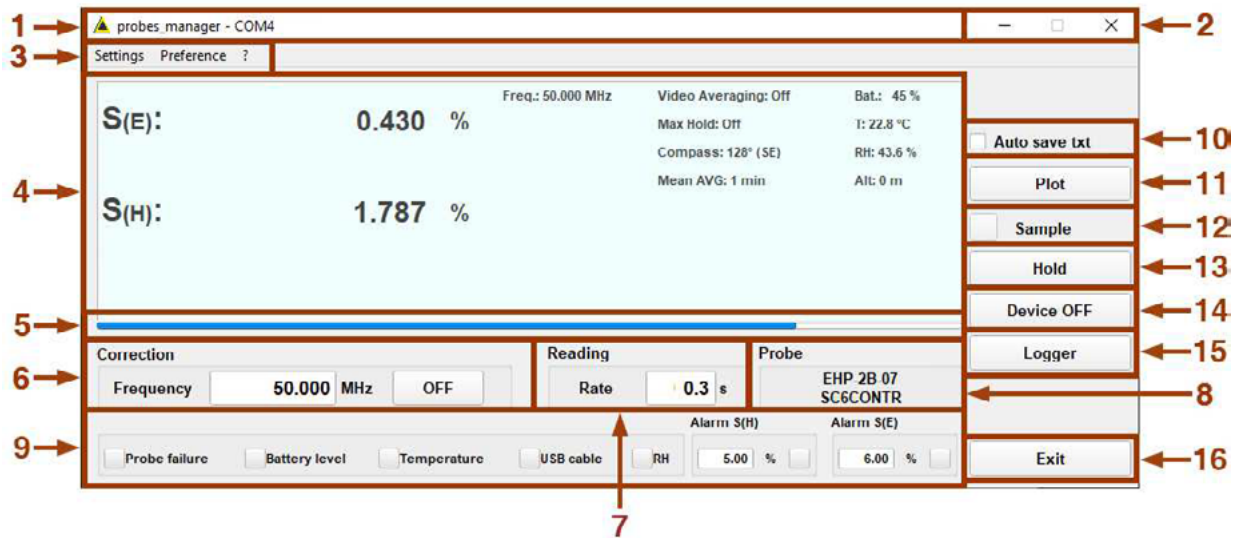 1 probes_manager - COM4 2
3 Settings Preference ?
Freq.: 50.000 MHz Video Averaging: Off Bat.: 45 %
S(E): 0.430 % Max Hold: Off T: 22.8 °C
Auto save txt 10
Compass: 128° (SE) RH: 43.6 %
4 Mean AVG: 1 min Alt: 0 m Plot 11
S(H): 1.787 % Sample 12
Hold 13
Device OFF 14
5
Correction Reading Probe Logger 15
6 Frequency 50.000 MHz OFF Rate 0.3 s EHP-2B-07
SC6CONTR 8
Alarm S(H) Alarm S(E)
9 Probe failure Battery level Temperature USB cable RH 5.00 % 6.00 % Exit 16
7